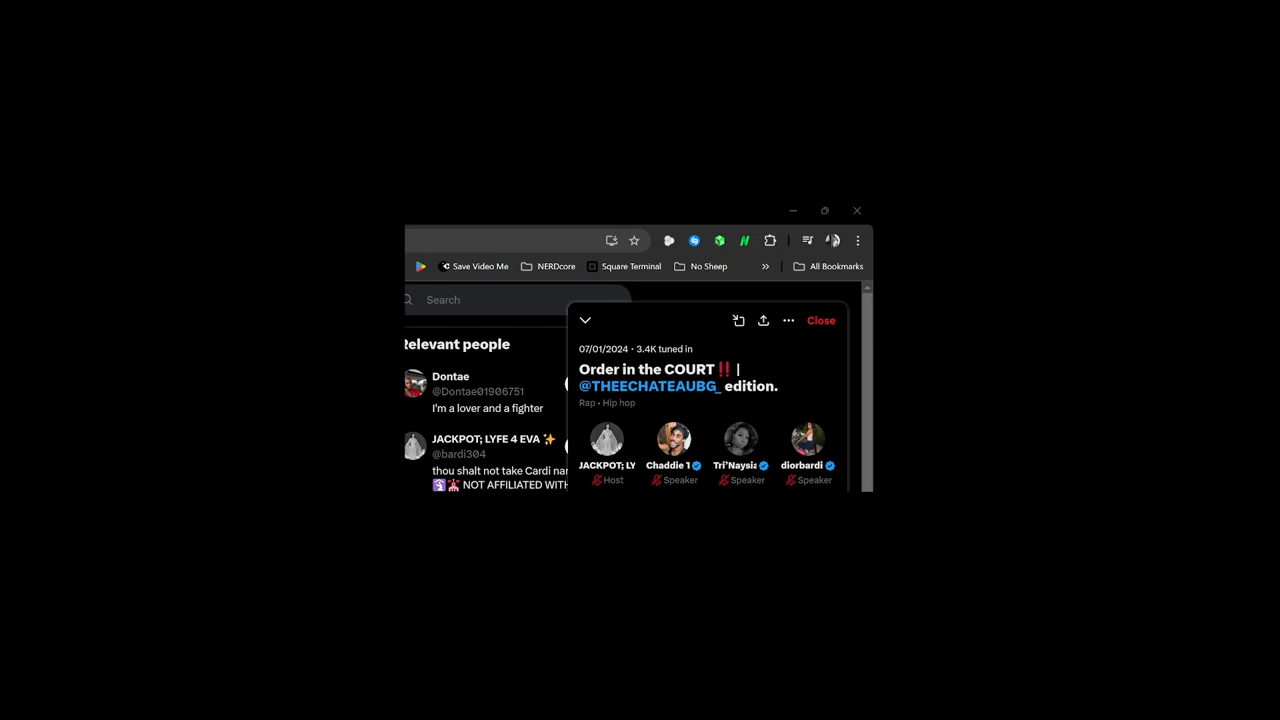 Save Video Me NERDcore Square Terminal No Sheep » All Bookmarks
Search
Close
Relevant people
07/01/2024 · 3.4K tuned in
Order in the COURT‼️ |
@THEECHATEAUBG_ edition.
Rap · Hip hop
Dontae
@Dontae01906751
I'm a lover and a fighter
JACKPOT; LYFE 4 EVA ✨
@bardi304
thou shalt not take Cardi nar
NOT AFFILIATED WITH
JACKPOT; LY Chaddie T Tri'Naysia diorbardi
Host Speaker Speaker Speaker